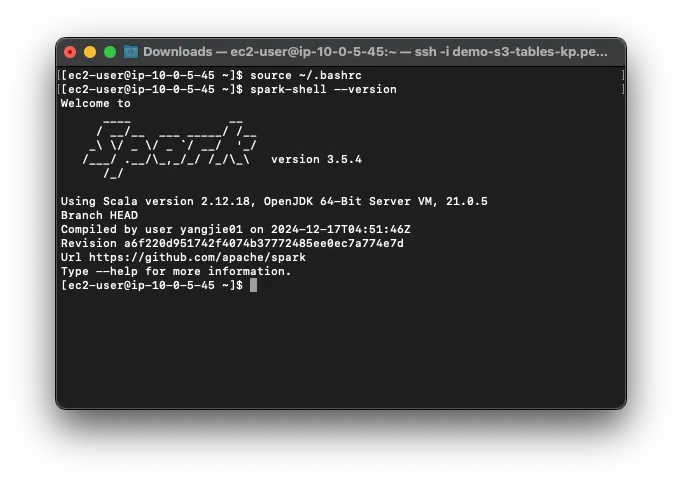 Downloads — ec2-user@ip-10-0-5-45:~ — ssh -i demo-s3-tables-kp.pe...
[[ec2-user@ip-10-0-5-45 ~]$ source ~/.bashrc ]
[[ec2-user@ip-10-0-5-45 ~]$ spark-shell --version ]
Welcome to
      ____              __
     / __/__  ___ _____/ /__
    _\ \/ _ \/ _ `/ __/  '_/
   /___/ .__/\_,_/_/ /_/\_\   version 3.5.4
      /_/
Using Scala version 2.12.18, OpenJDK 64-Bit Server VM, 21.0.5
Branch HEAD
Compiled by user yangjie01 on 2024-12-17T04:51:46Z
Revision a6f220d951742f4074b37772485ee0ec7a774e7d
Url https://github.com/apache/spark
Type --help for more information.
[ec2-user@ip-10-0-5-45 ~]$